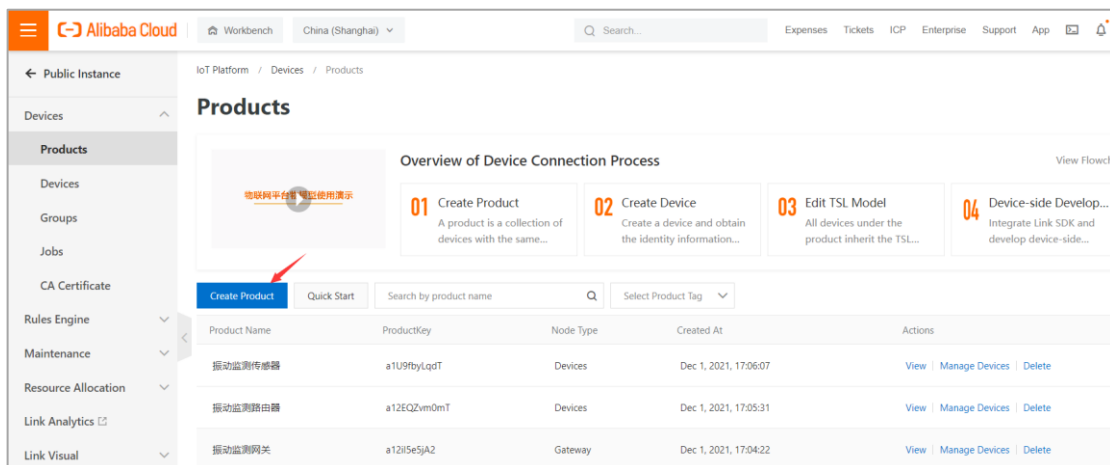 Alibaba Cloud
Workbench
China (Shanghai)
Search...
Expenses Tickets ICP Enterprise Support App
Public Instance
Devices
Products
Devices
Groups
Jobs
CA Certificate
Rules Engine
Maintenance
Resource Allocation
Link Analytics
Link Visual
IoT Platform / Devices / Products
Products
Overview of Device Connection Process
View Flowch
01 Create Product
A product is a collection of
devices with the same...
02 Create Device
Create a device and obtain
the identity information...
03 Edit TSL Model
All devices under the
product inherit the TSL...
04 Device-side Develop...
Integrate Link SDK and
develop device-side...
Create Product
Quick Start
Search by product name
Select Product Tag
Product Name ProductKey Node Type Created At Actions
振动监测传感器 a1U9fbyLqdT Devices Dec 1, 2021, 17:06:07 View Manage Devices Delete
振动监测路由器 a12EQZvm0mT Devices Dec 1, 2021, 17:05:31 View Manage Devices Delete
振动监测网关 a12iI5e5jA2 Gateway Dec 1, 2021, 17:04:22 View Manage Devices Delete